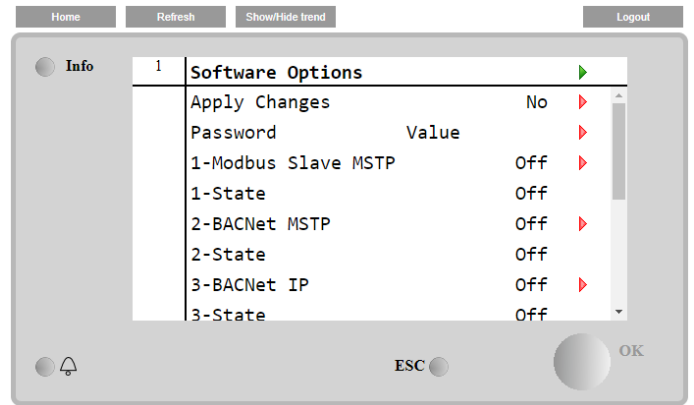 Home Refresh Show/Hide trend Logout
Info
1 Software Options
Apply Changes No
Password Value
1-Modbus Slave MSTP Off
1-State Off
2-BACNet MSTP Off
2-State Off
3-BACNet IP Off
3-State Off
ESC OK